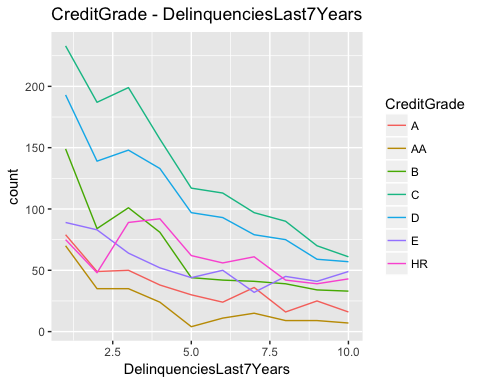 CreditGrade - DelinquenciesLast7Years
200
150
100
50
0
count
2.5 5.0 7.5 10.0
DelinquenciesLast7Years
CreditGrade
A
AA
B
C
D
E
HR